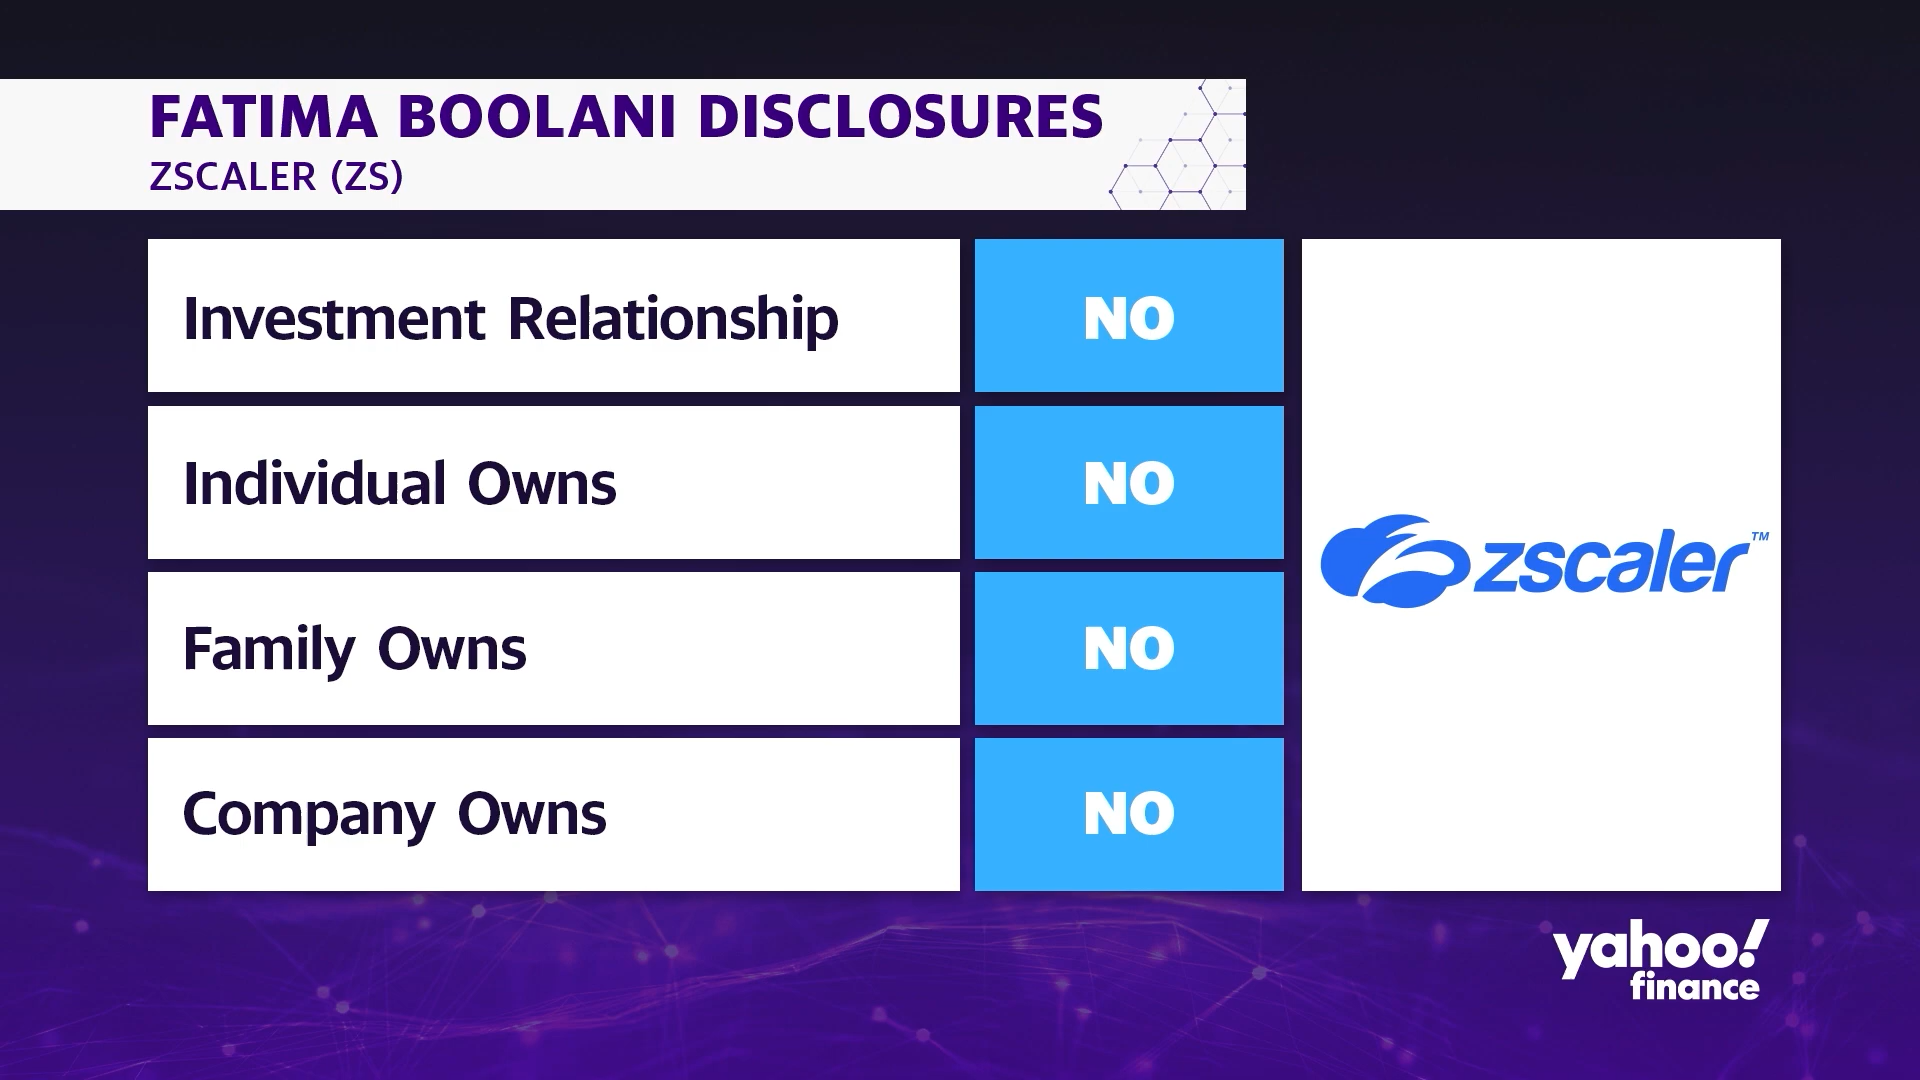 FATIMA BOOLANI DISCLOSURES
ZSCALER (ZS)
Investment Relationship NO
Individual Owns NO
Family Owns NO
Company Owns NO
zscaler™
yahoo!
finance